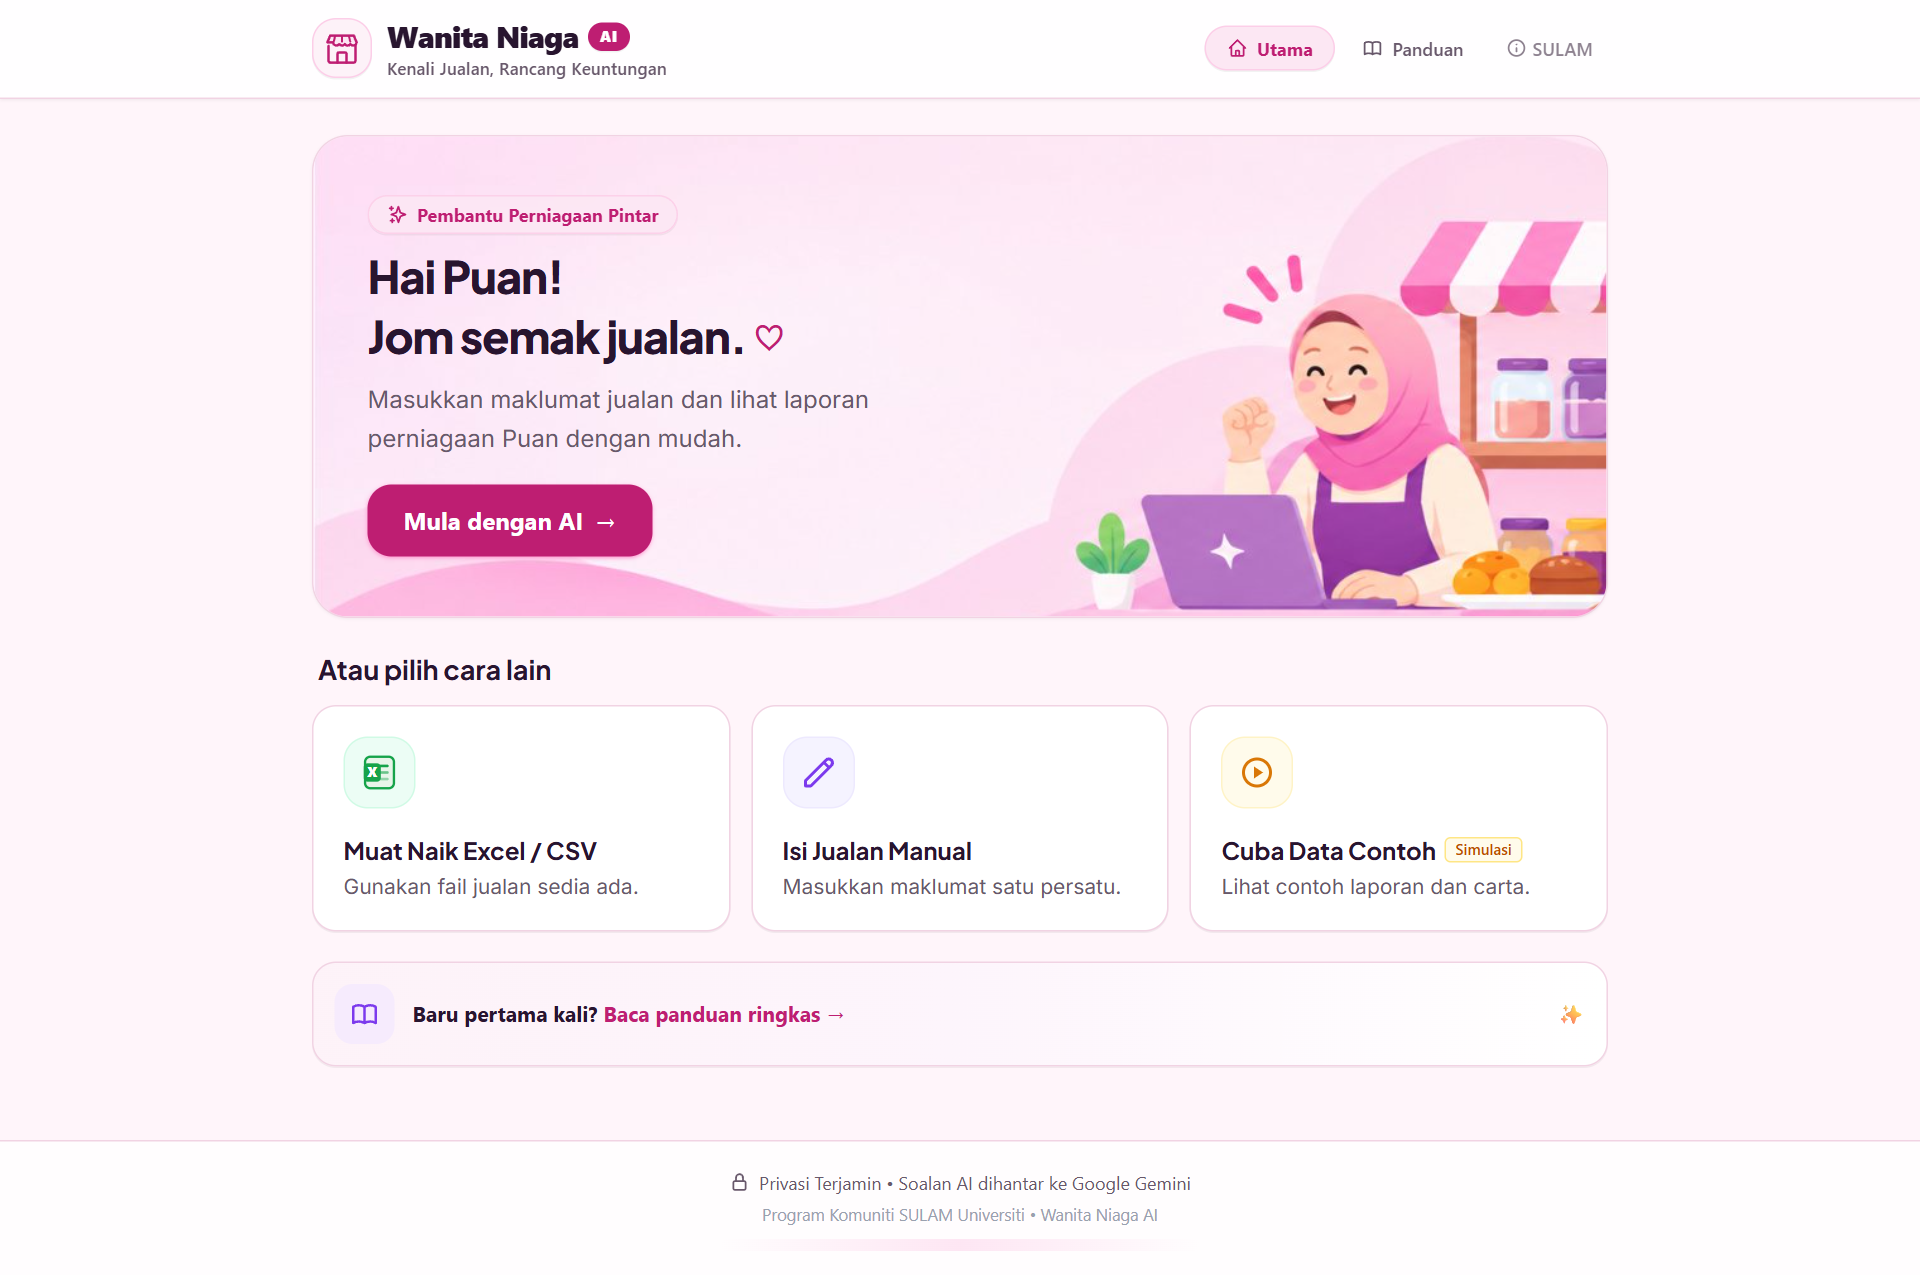 Wanita Niaga AI
Kenali Jualan, Rancang Keuntungan
Utama
Panduan
SULAM
Pembantu Perniagaan Pintar
Hai Puan!
Jom semak jualan.
Masukkan maklumat jualan dan lihat laporan
perniagaan Puan dengan mudah.
Mula dengan AI →
Atau pilih cara lain
Muat Naik Excel / CSV
Gunakan fail jualan sedia ada.
Isi Jualan Manual
Masukkan maklumat satu persatu.
Cuba Data Contoh Simulasi
Lihat contoh laporan dan carta.
Baru pertama kali? Baca panduan ringkas →
Privasi Terjamin • Soalan AI dihantar ke Google Gemini
Program Komuniti SULAM Universiti • Wanita Niaga AI